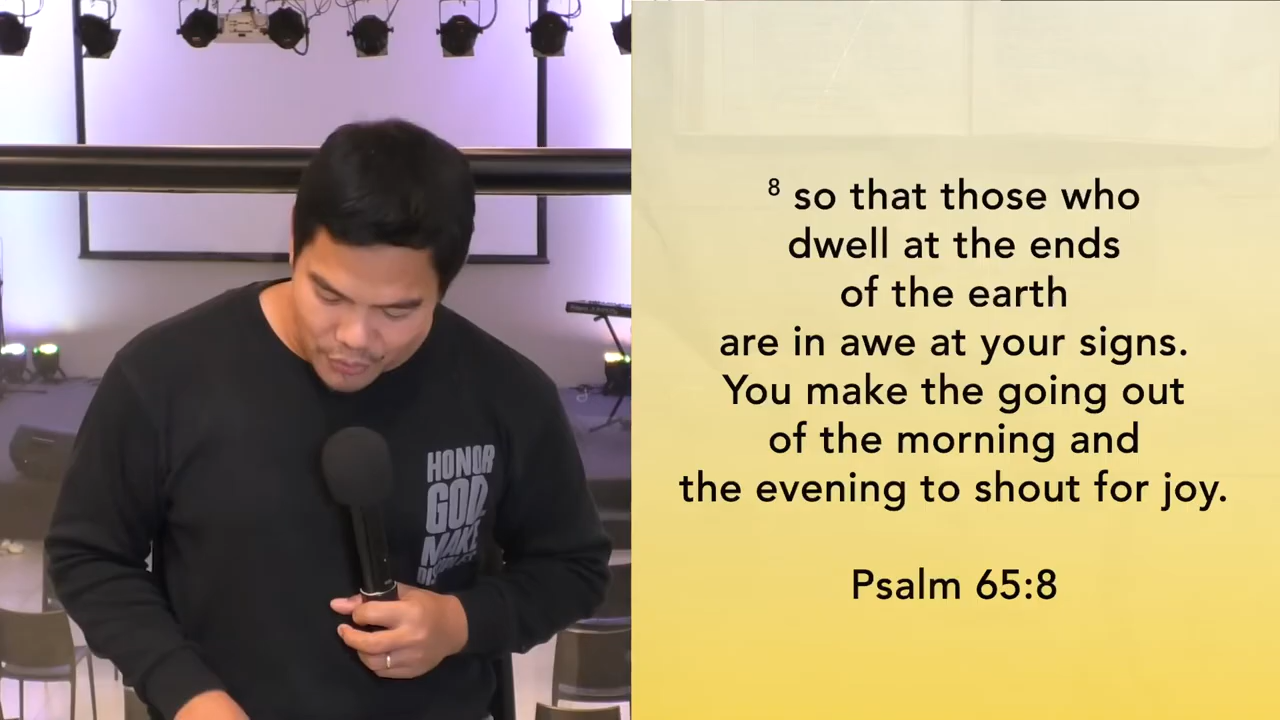 HONOR
GOD.
MAKE
8 so that those who
dwell at the ends
of the earth
are in awe at your signs.
You make the going out
of the morning and
the evening to shout for joy.
Psalm 65:8